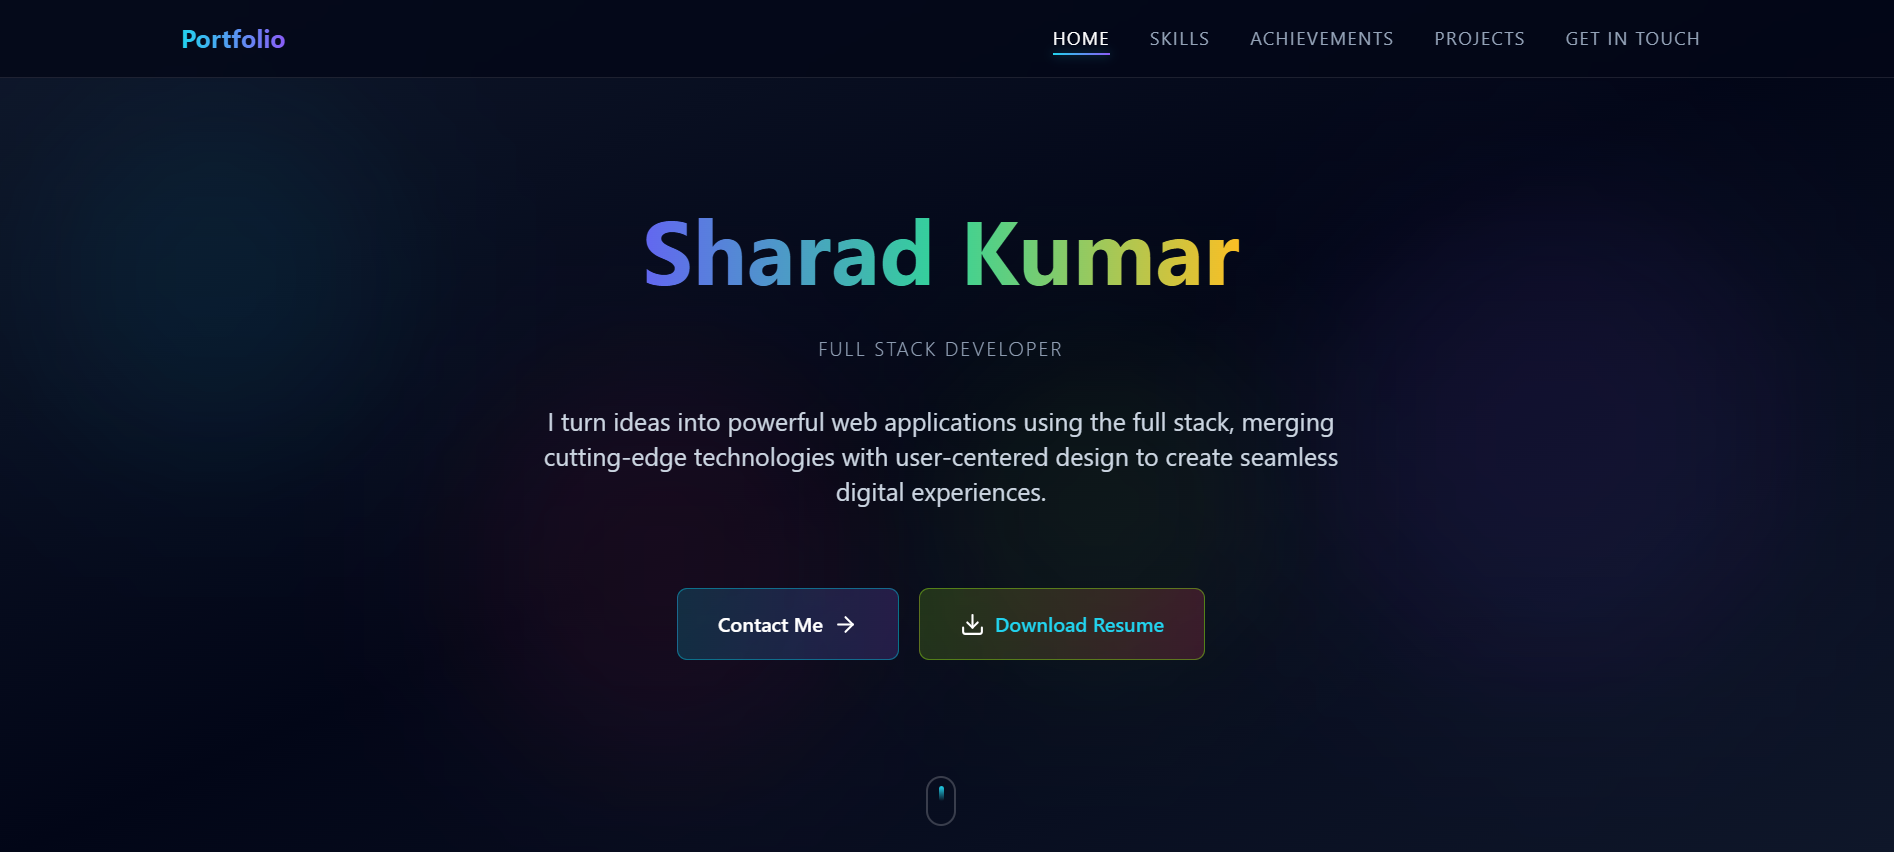 Portfolio
HOME
SKILLS
ACHIEVEMENTS
PROJECTS
GET IN TOUCH
Sharad Kumar
FULL STACK DEVELOPER
I turn ideas into powerful web applications using the full stack, merging
cutting-edge technologies with user-centered design to create seamless
digital experiences.
Contact Me
Download Resume